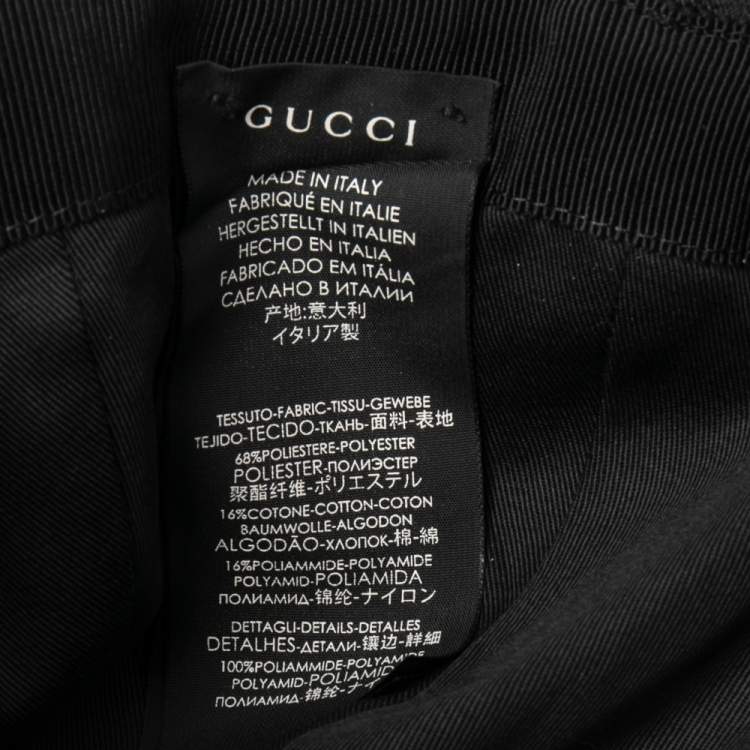 GUCCI
MADE IN ITALY
FABRIQUÉ EN ITALIE
HERGESTELLT IN ITALIEN
HECHO EN ITALIA
FABRICADO EM ITÁLIA
СДЕЛАНО В ИТАЛИИ
产地:意大利
イタリア製
TESSUTO-FABRIC-TISSU-GEWEBE
TEJIDO-TECIDO-ТКАНЬ-面料-表地
68%POLIESTERE-POLYESTER
POLIESTER-ПОЛИЭСТЕР
聚酯纤维-ポリエステル
16%COTONE-COTTON-COTON
BAUMWOLLE-ALGODON
ALGODÃO-ХЛОПОК-棉-綿
16%POLIAMMIDE-POLYAMIDE
POLYAMID-POLIAMIDA
ПОЛИАМИД-锦纶-ナイロン
DETTAGLI-DETAILS-DETALLES
DETALHES-ДЕТАЛИ-镶边-詳細
100%POLIAMMIDE-POLYAMIDE
POLYAMID-POLIAMIDA
ПОЛИАМИД-锦纶-ナイロン